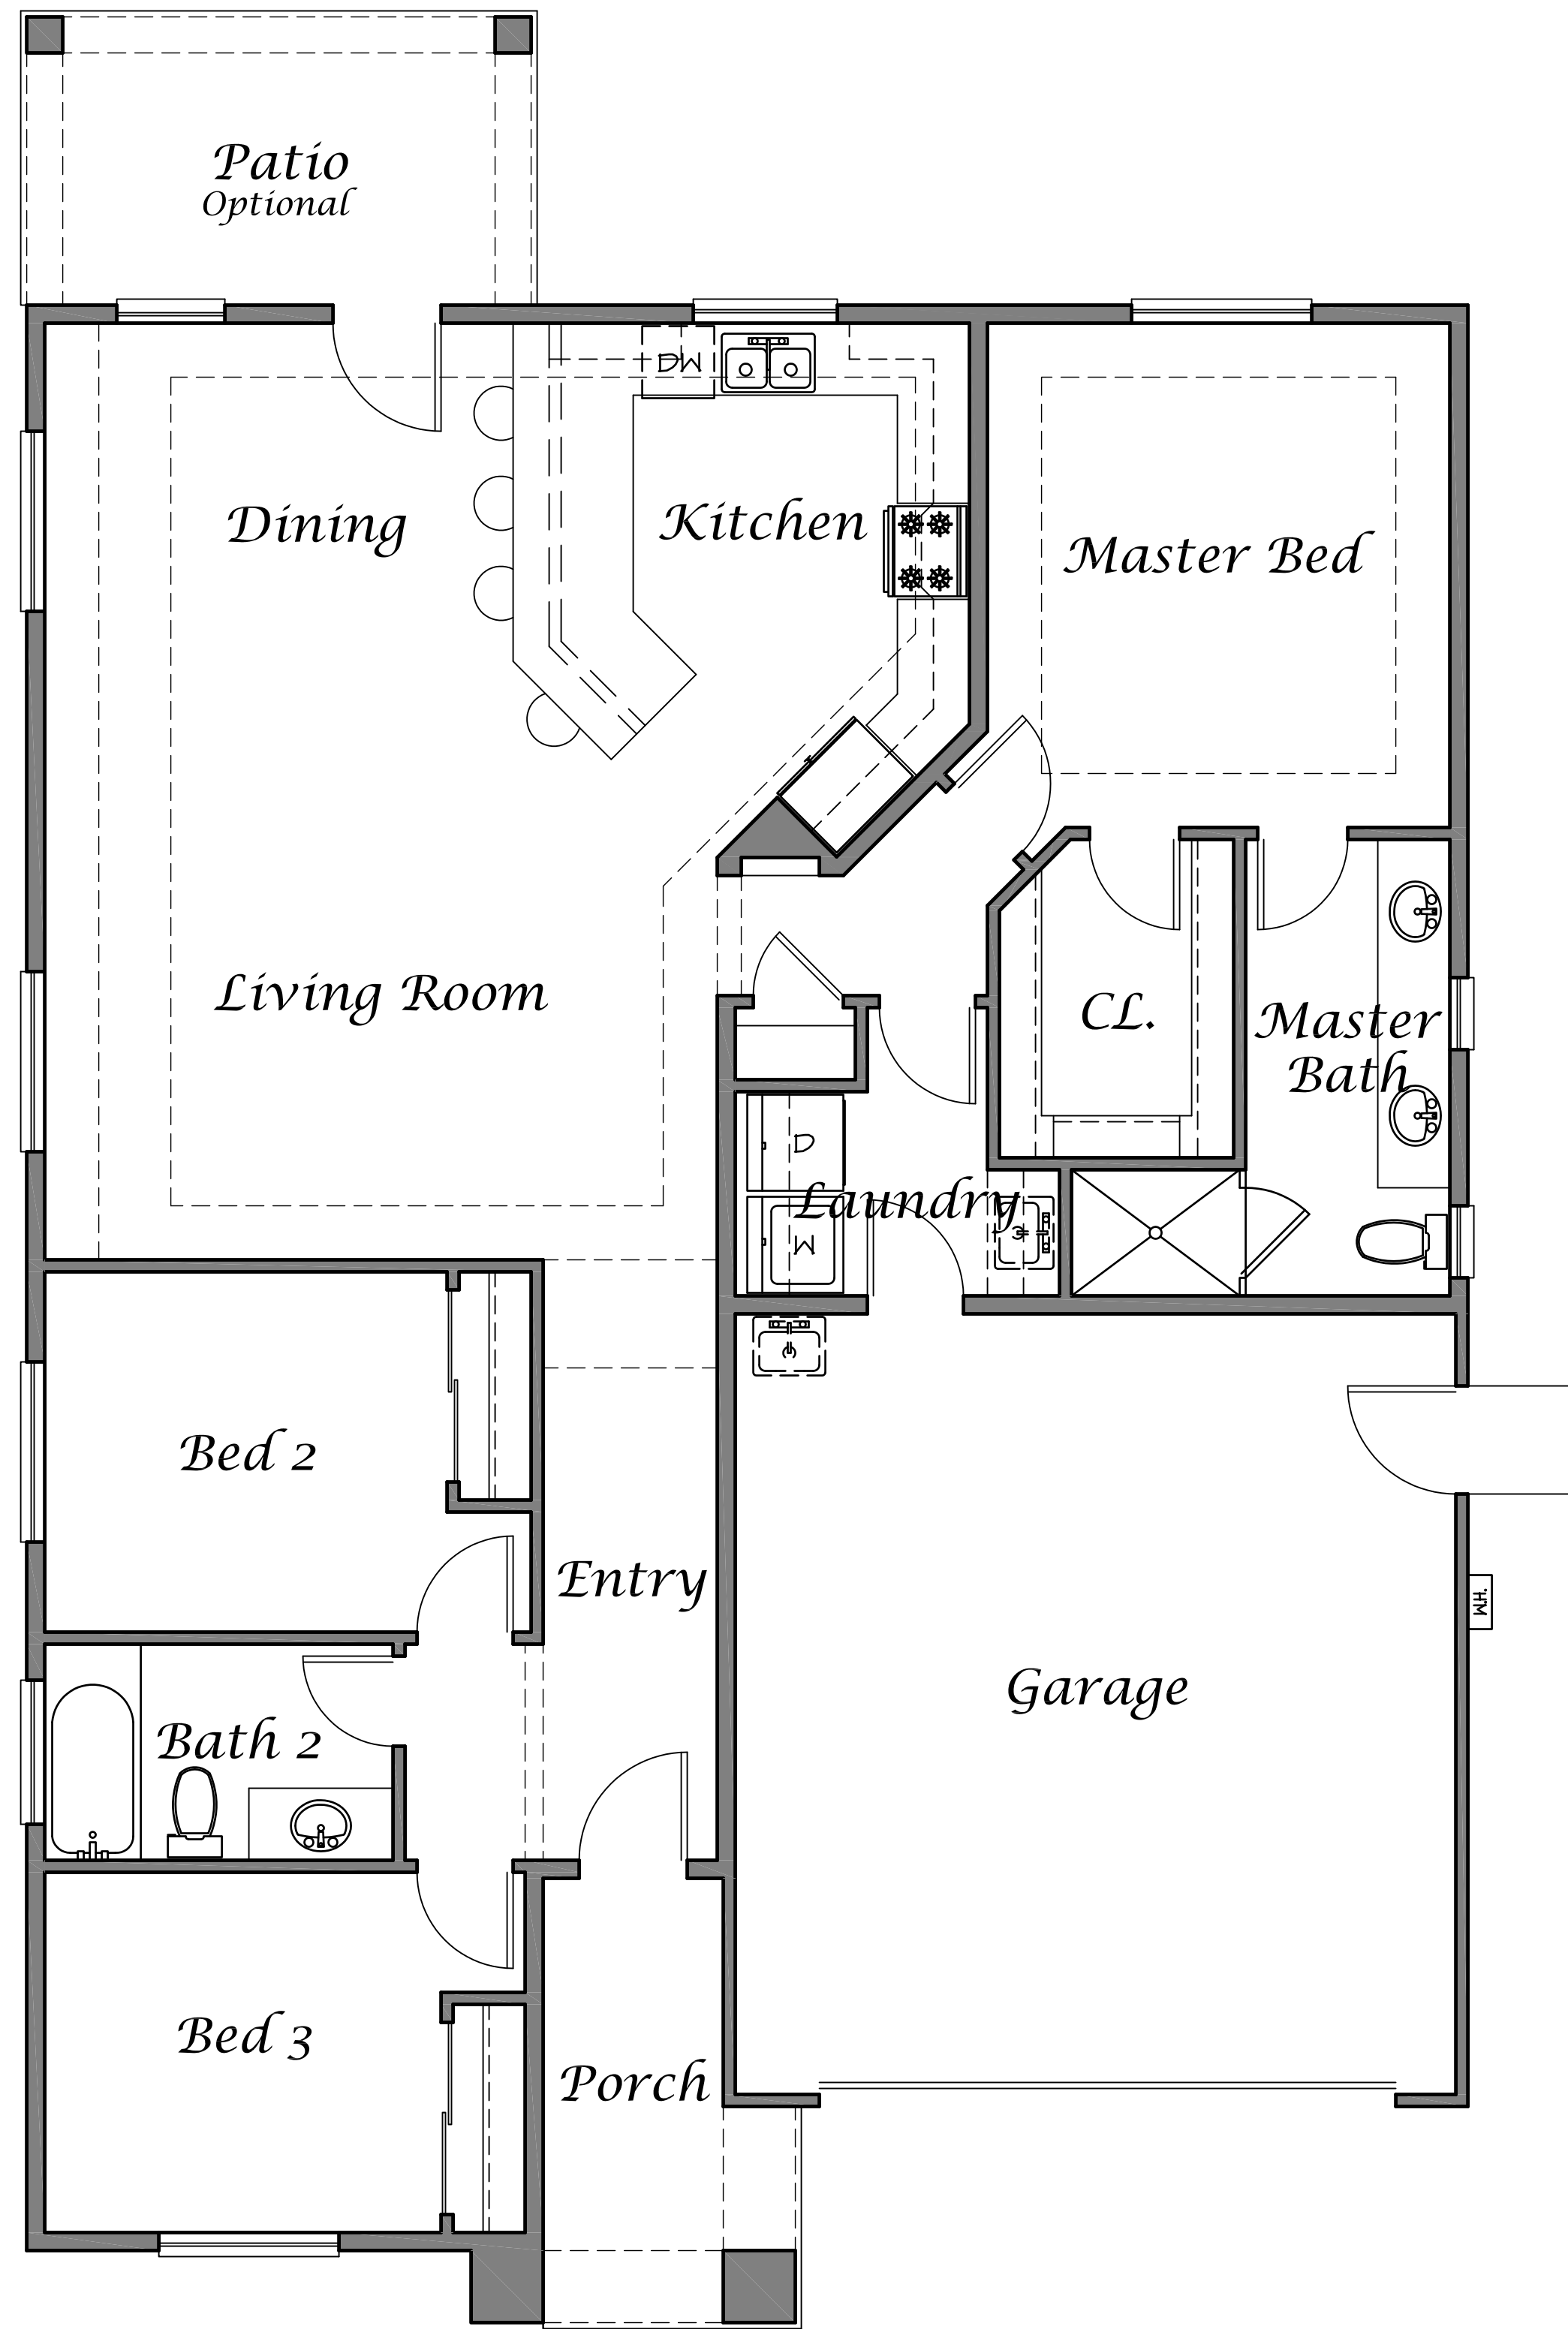 Patio
Optional
DW
Dining
Kitchen
Master Bed
Living Room
CL.
Master
Bath
D
Laundry
W
Bed 2
Entry
"HM"
Garage
Bath 2
Bed 3
Porch